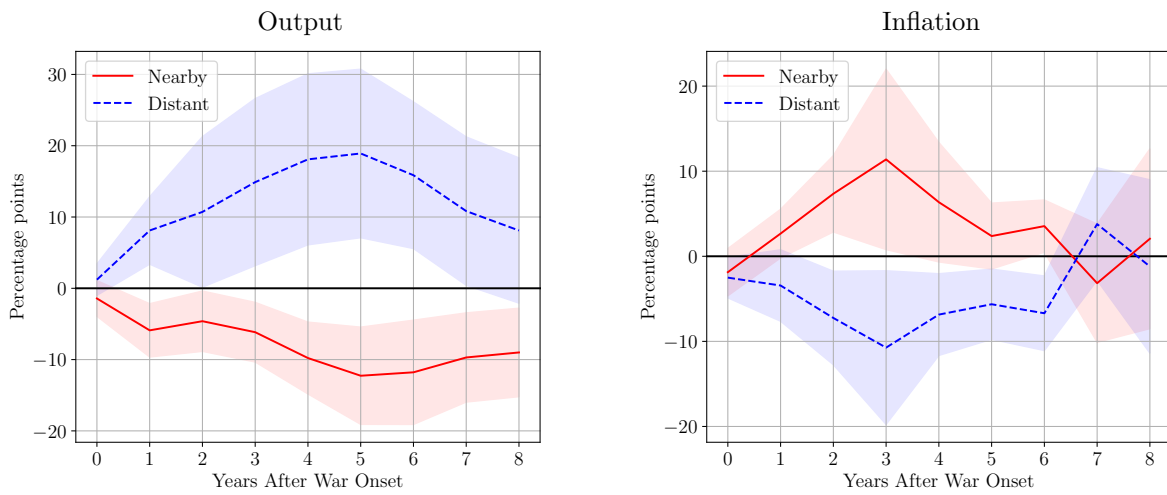 Output
Percentage points
30
20
10
0
−10
−20
Nearby
Distant
0 1 2 3 4 5 6 7 8
Years After War Onset
Inflation
Percentage points
20
10
0
−10
−20
Nearby
Distant
0 1 2 3 4 5 6 7 8
Years After War Onset